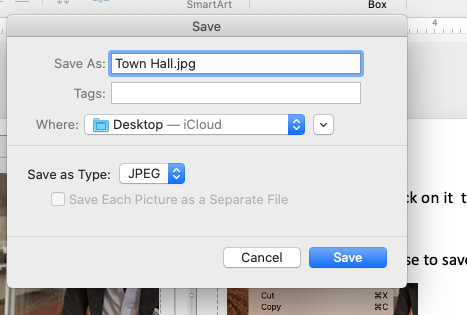 SmartArt
Box
4
Save
Save As: Town Hall.jpg
Tags:
Where: Desktop — iCloud
Save as Type: JPEG
Save Each Picture as a Separate File
ck on it t
Cancel Save
se to save
Cut ⌘X
Copy ⌘C